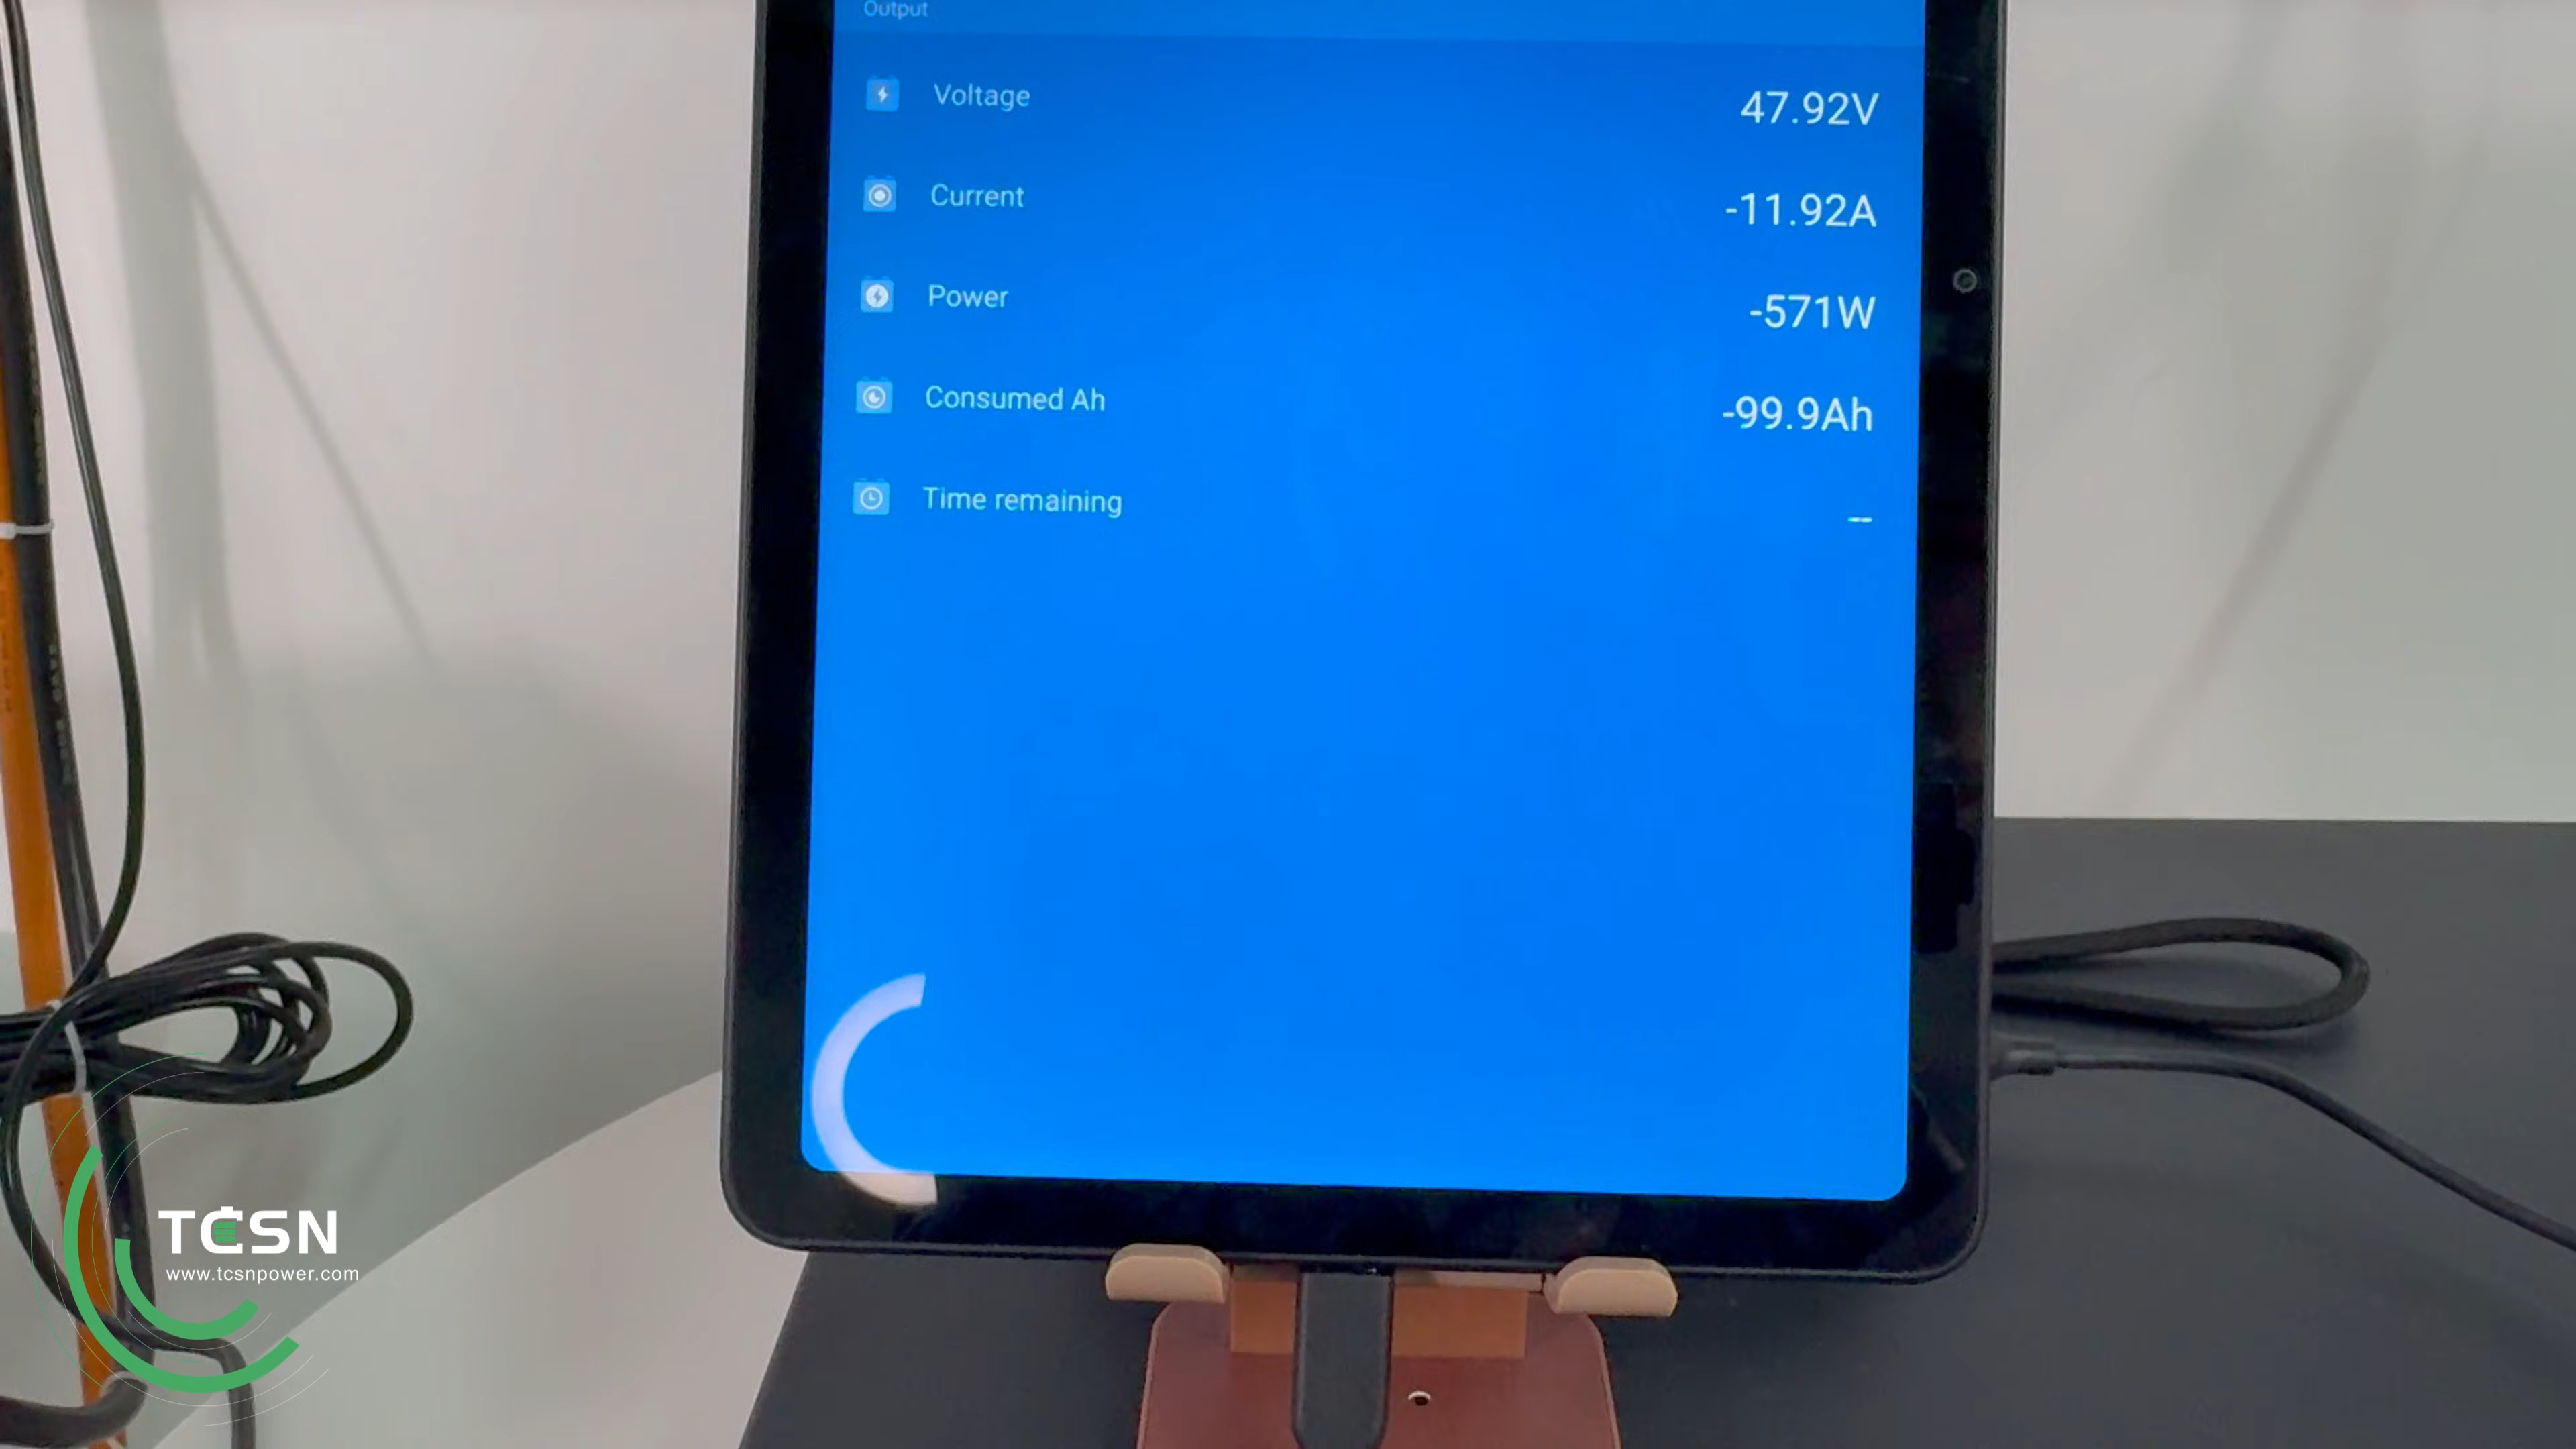 Output
Voltage 47.92V
Current -11.92A
Power -571W
Consumed Ah -99.9Ah
Time remaining --
TCSN
www.tcsnpower.com